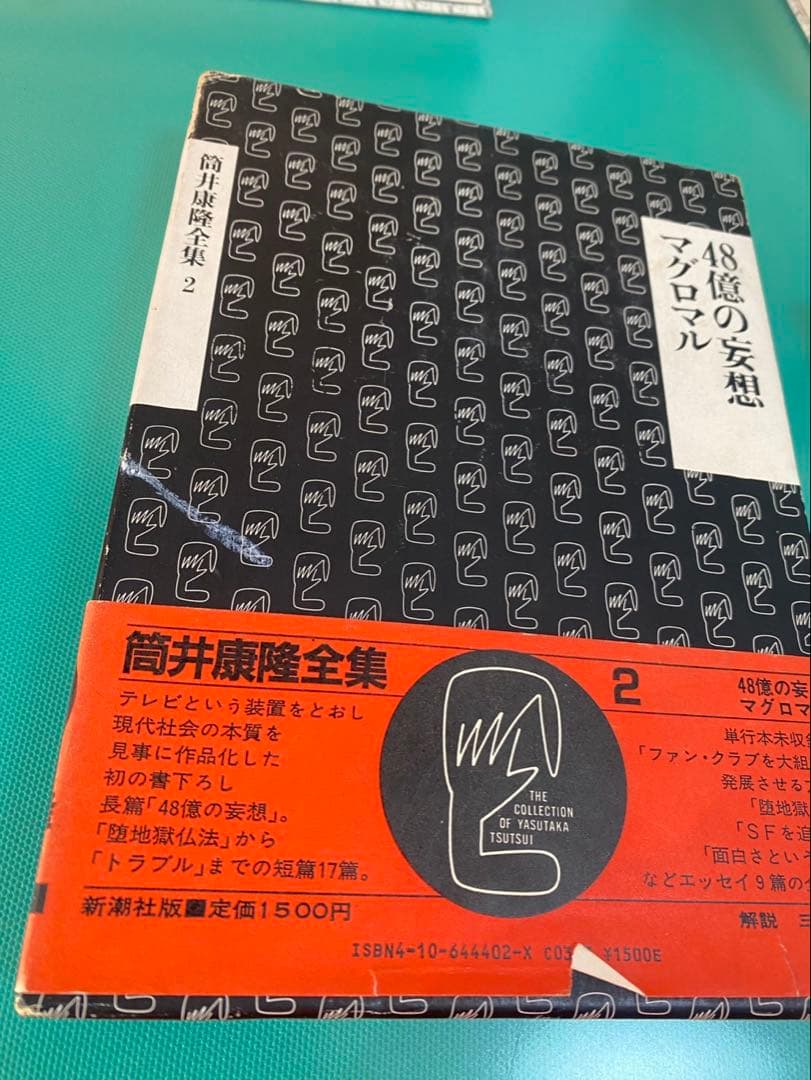 筒井康隆全集 2
48億の妄想
マグロマル
筒井康隆全集
テレビという装置をとおし
現代社会の本質を
見事に作品化した
初の書下ろし
長篇「48億の妄想」。
「堕地獄仏法」から
「トラブル」までの短篇17篇。
THE
COLLECTION
OF YASUTAKA
TSUTSUI
2
48億の妄
マグロマ
単行本未収
「ファン・クラブを大組
発展させる
「堕地獄
「SFを追
「面白さとい
などエッセイ9篇の
新潮社版 定価1500円
解説
ISBN4-10-644402-X C03 ¥1500E